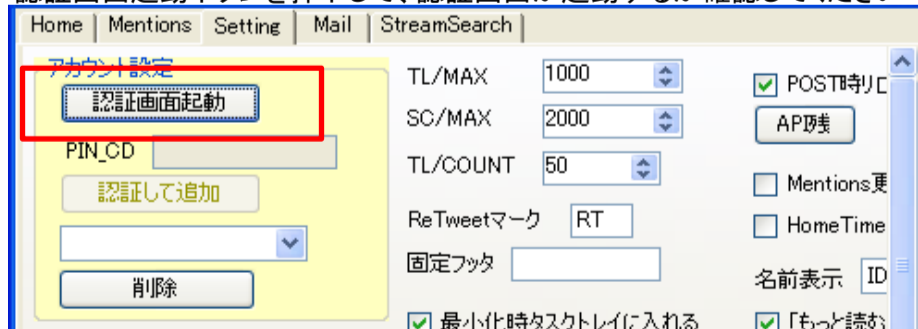 Home Mentions Setting Mail StreamSearch
アカウント設定
認証画面起動
PIN_CD
認証して追加
削除
TL/MAX 1000
SC/MAX 2000
TL/COUNT 50
ReTweetマーク RT
固定フッタ
最小化時タスクトレイに入れる
POST時リロ
API残
Mentions更
HomeTime
名前表示 ID
「もっと読む